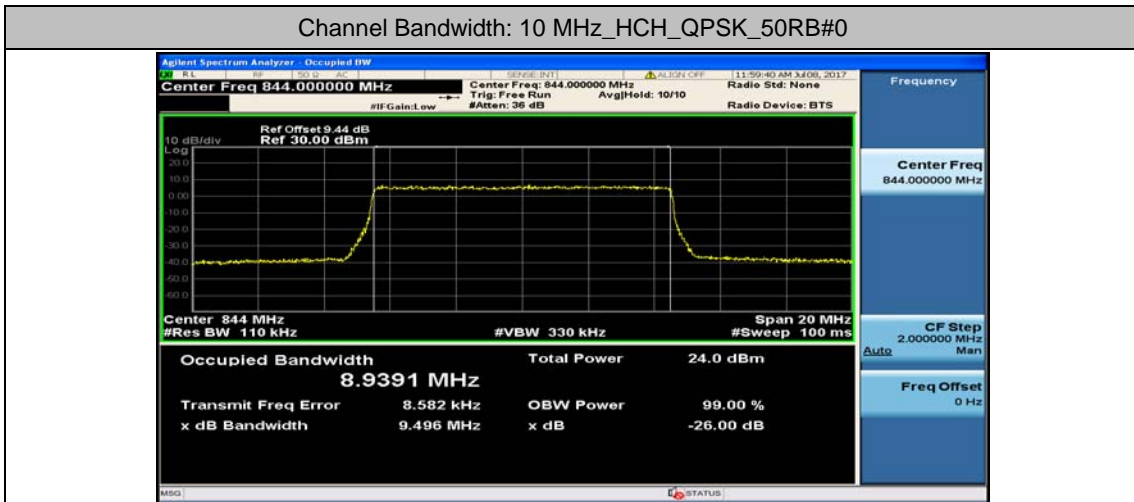 Channel Bandwidth: 10 MHz_HCH_QPSK_50RB#0
Agilent Spectrum Analyzer - Occupied BW
LXI RL RF 50 Ω AC SENSE:INT ALIGN OFF 11:59:40 AM Jul 08, 2017
Center Freq 844.000000 MHz
Center Freq: 844.000000 MHz
Radio Std: None
Trig: Free Run Avg|Hold: 10/10
#IFGain:Low #Atten: 36 dB Radio Device: BTS
Ref Offset 9.44 dB
10 dB/div Ref 30.00 dBm
Log
20.0
10.0
0.00
-10.0
-20.0
-30.0
-40.0
-50.0
-60.0
Center 844 MHz Span 20 MHz
#Res BW 110 kHz #VBW 330 kHz #Sweep 100 ms
Occupied Bandwidth Total Power 24.0 dBm
8.9391 MHz
Transmit Freq Error 8.582 kHz OBW Power 99.00 %
x dB Bandwidth 9.496 MHz x dB -26.00 dB
MSG STATUS
Frequency
Center Freq
844.000000 MHz
CF Step
2.000000 MHz
Auto Man
Freq Offset
0 Hz